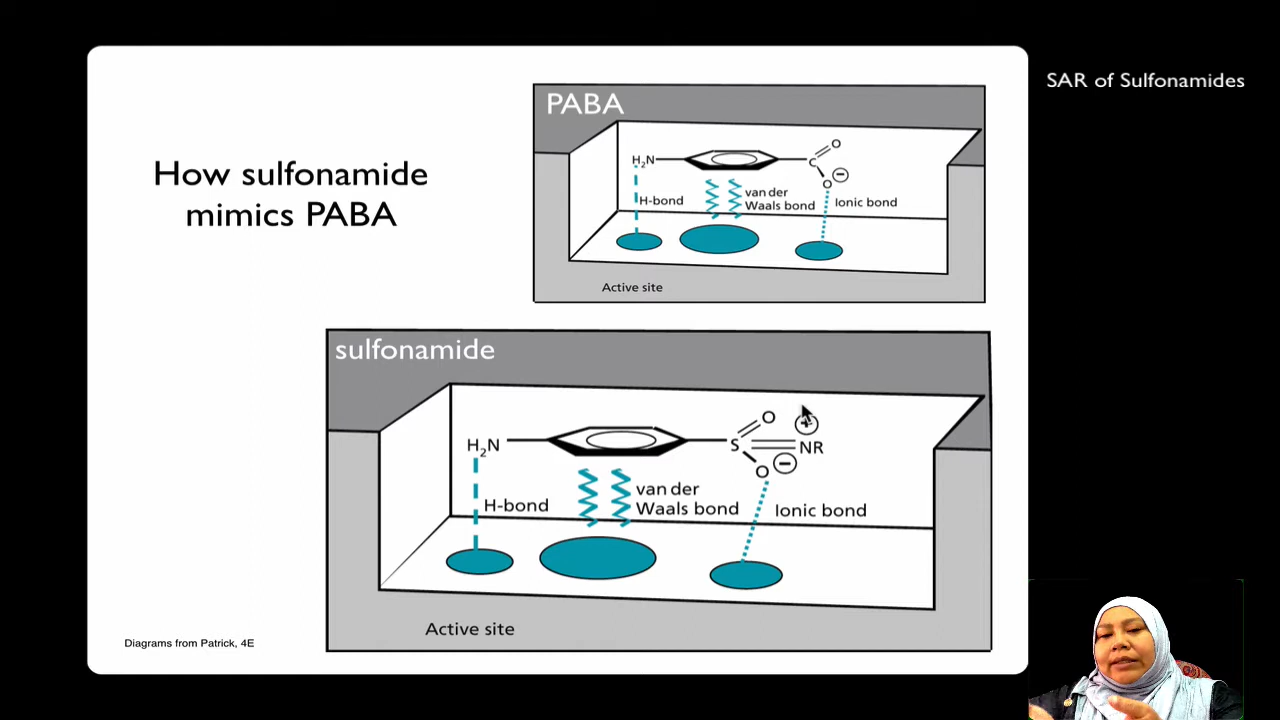 SAR of Sulfonamides
How sulfonamide
mimics PABA
PABA
H2N
C
O
O
−
H-bond
van der
Waals bond
Ionic bond
Active site
sulfonamide
H2N
S
O
+
NR
O
−
H-bond
van der
Waals bond
Ionic bond
Active site
Diagrams from Patrick, 4E